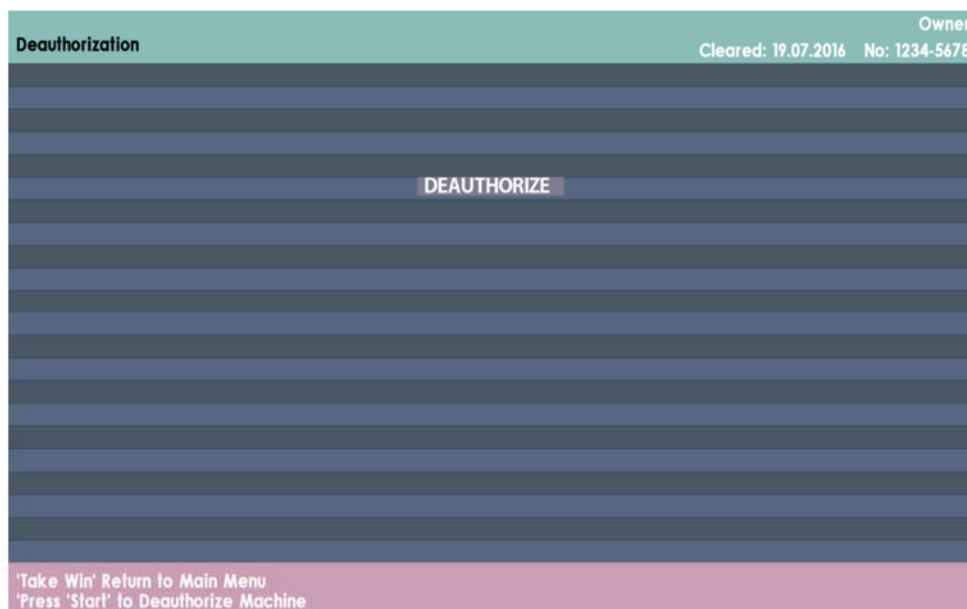 Owner
Deauthorization
Cleared: 19.07.2016 No: 1234-5678
DEAUTHORIZE
'Take Win' Return to Main Menu
'Press 'Start' to Deauthorize Machine